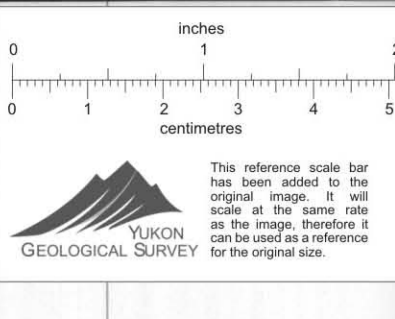 inches
0 1 2
0 1 2 3 4 5
centimetres
YUKON
GEOLOGICAL SURVEY
This reference scale bar
has been added to the
original image. It will
scale at the same rate
as the image, therefore it
can be used as a reference
for the original size.